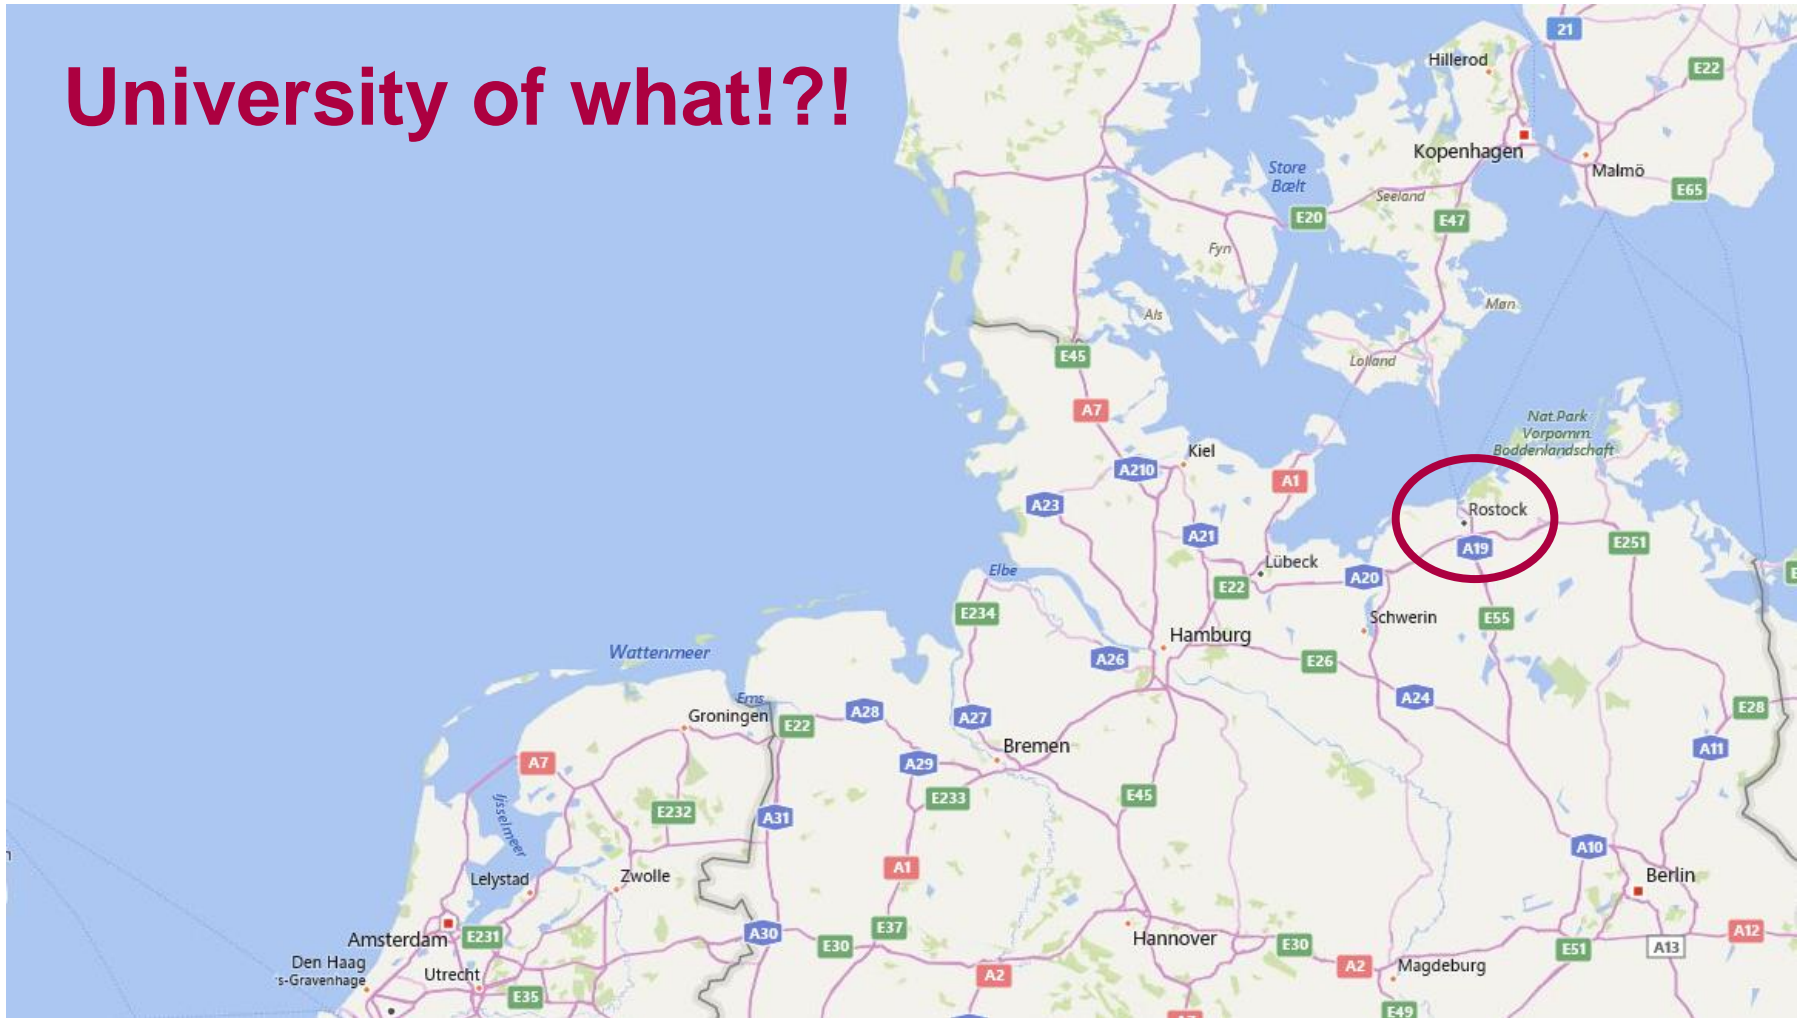 University of what!?!
21
Hillerod
E22
Kopenhagen
Malmö
Store
Bælt
Seeland
E65
E20
E47
Fyn
Møn
Als
Lolland
E45
A7
Nat.Park
Vorpomm.
Boddenlandschaft
Kiel
A210
A1
A23
Rostock
A21
A19
E251
Lübeck
Elbe
A20
E22
E234
Schwerin
E55
Hamburg
Wattenmeer
A26
E26
Ems
A24
Groningen
A28
A27
E28
E22
Bremen
A11
A7
A29
E233
E45
Ijsselmeer
E232
A31
A10
A1
Zwolle
Berlin
Lelystad
E37
Amsterdam
E231
A30
E30
Hannover
E30
E51
A13
A12
Den Haag
's-Gravenhage
Utrecht
A2
A2
Magdeburg
E35
E49